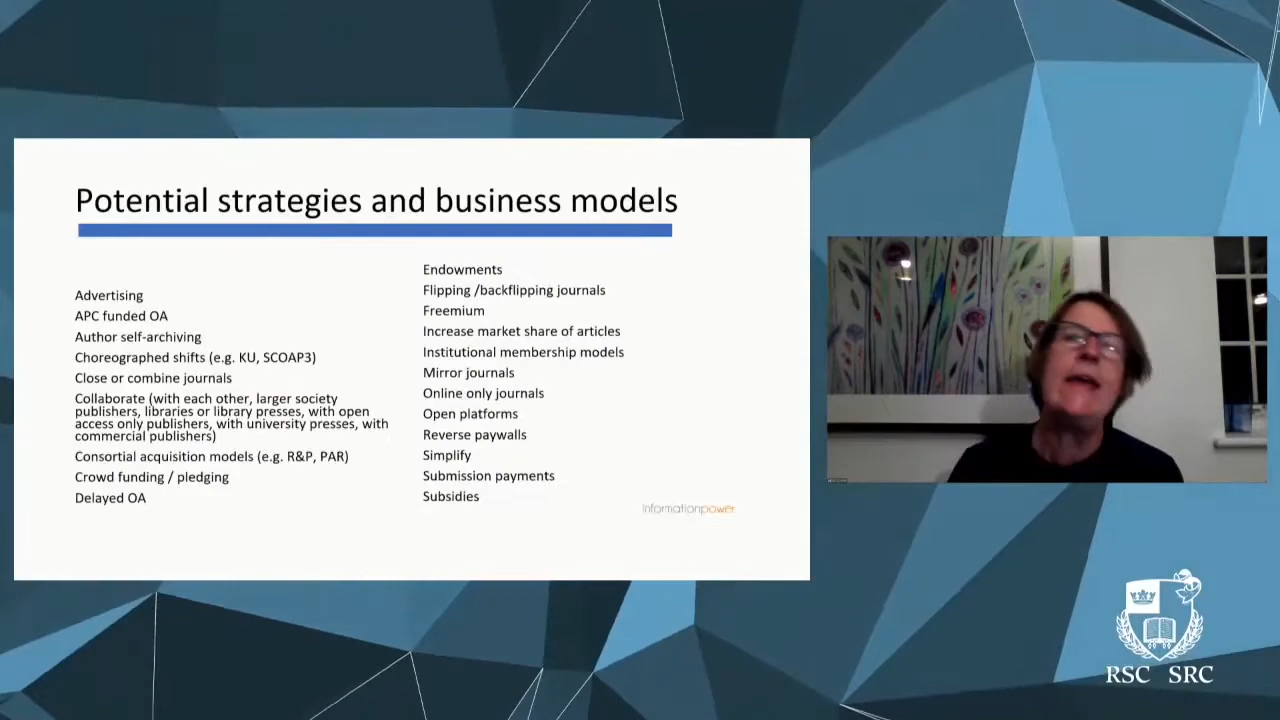 Potential strategies and business models
Advertising
APC funded OA
Author self-archiving
Choreographed shifts (e.g. KU, SCOAP3)
Close or combine journals
Collaborate (with each other, larger society
publishers, libraries or library presses, with open
access only publishers, with university presses, with
commercial publishers)
Consortial acquisition models (e.g. R&P, PAR)
Crowd funding / pledging
Delayed OA
Endowments
Flipping /backflipping journals
Freemium
Increase market share of articles
Institutional membership models
Mirror journals
Online only journals
Open platforms
Reverse paywalls
Simplify
Submission payments
Subsidies
informationpower
RSC SRC